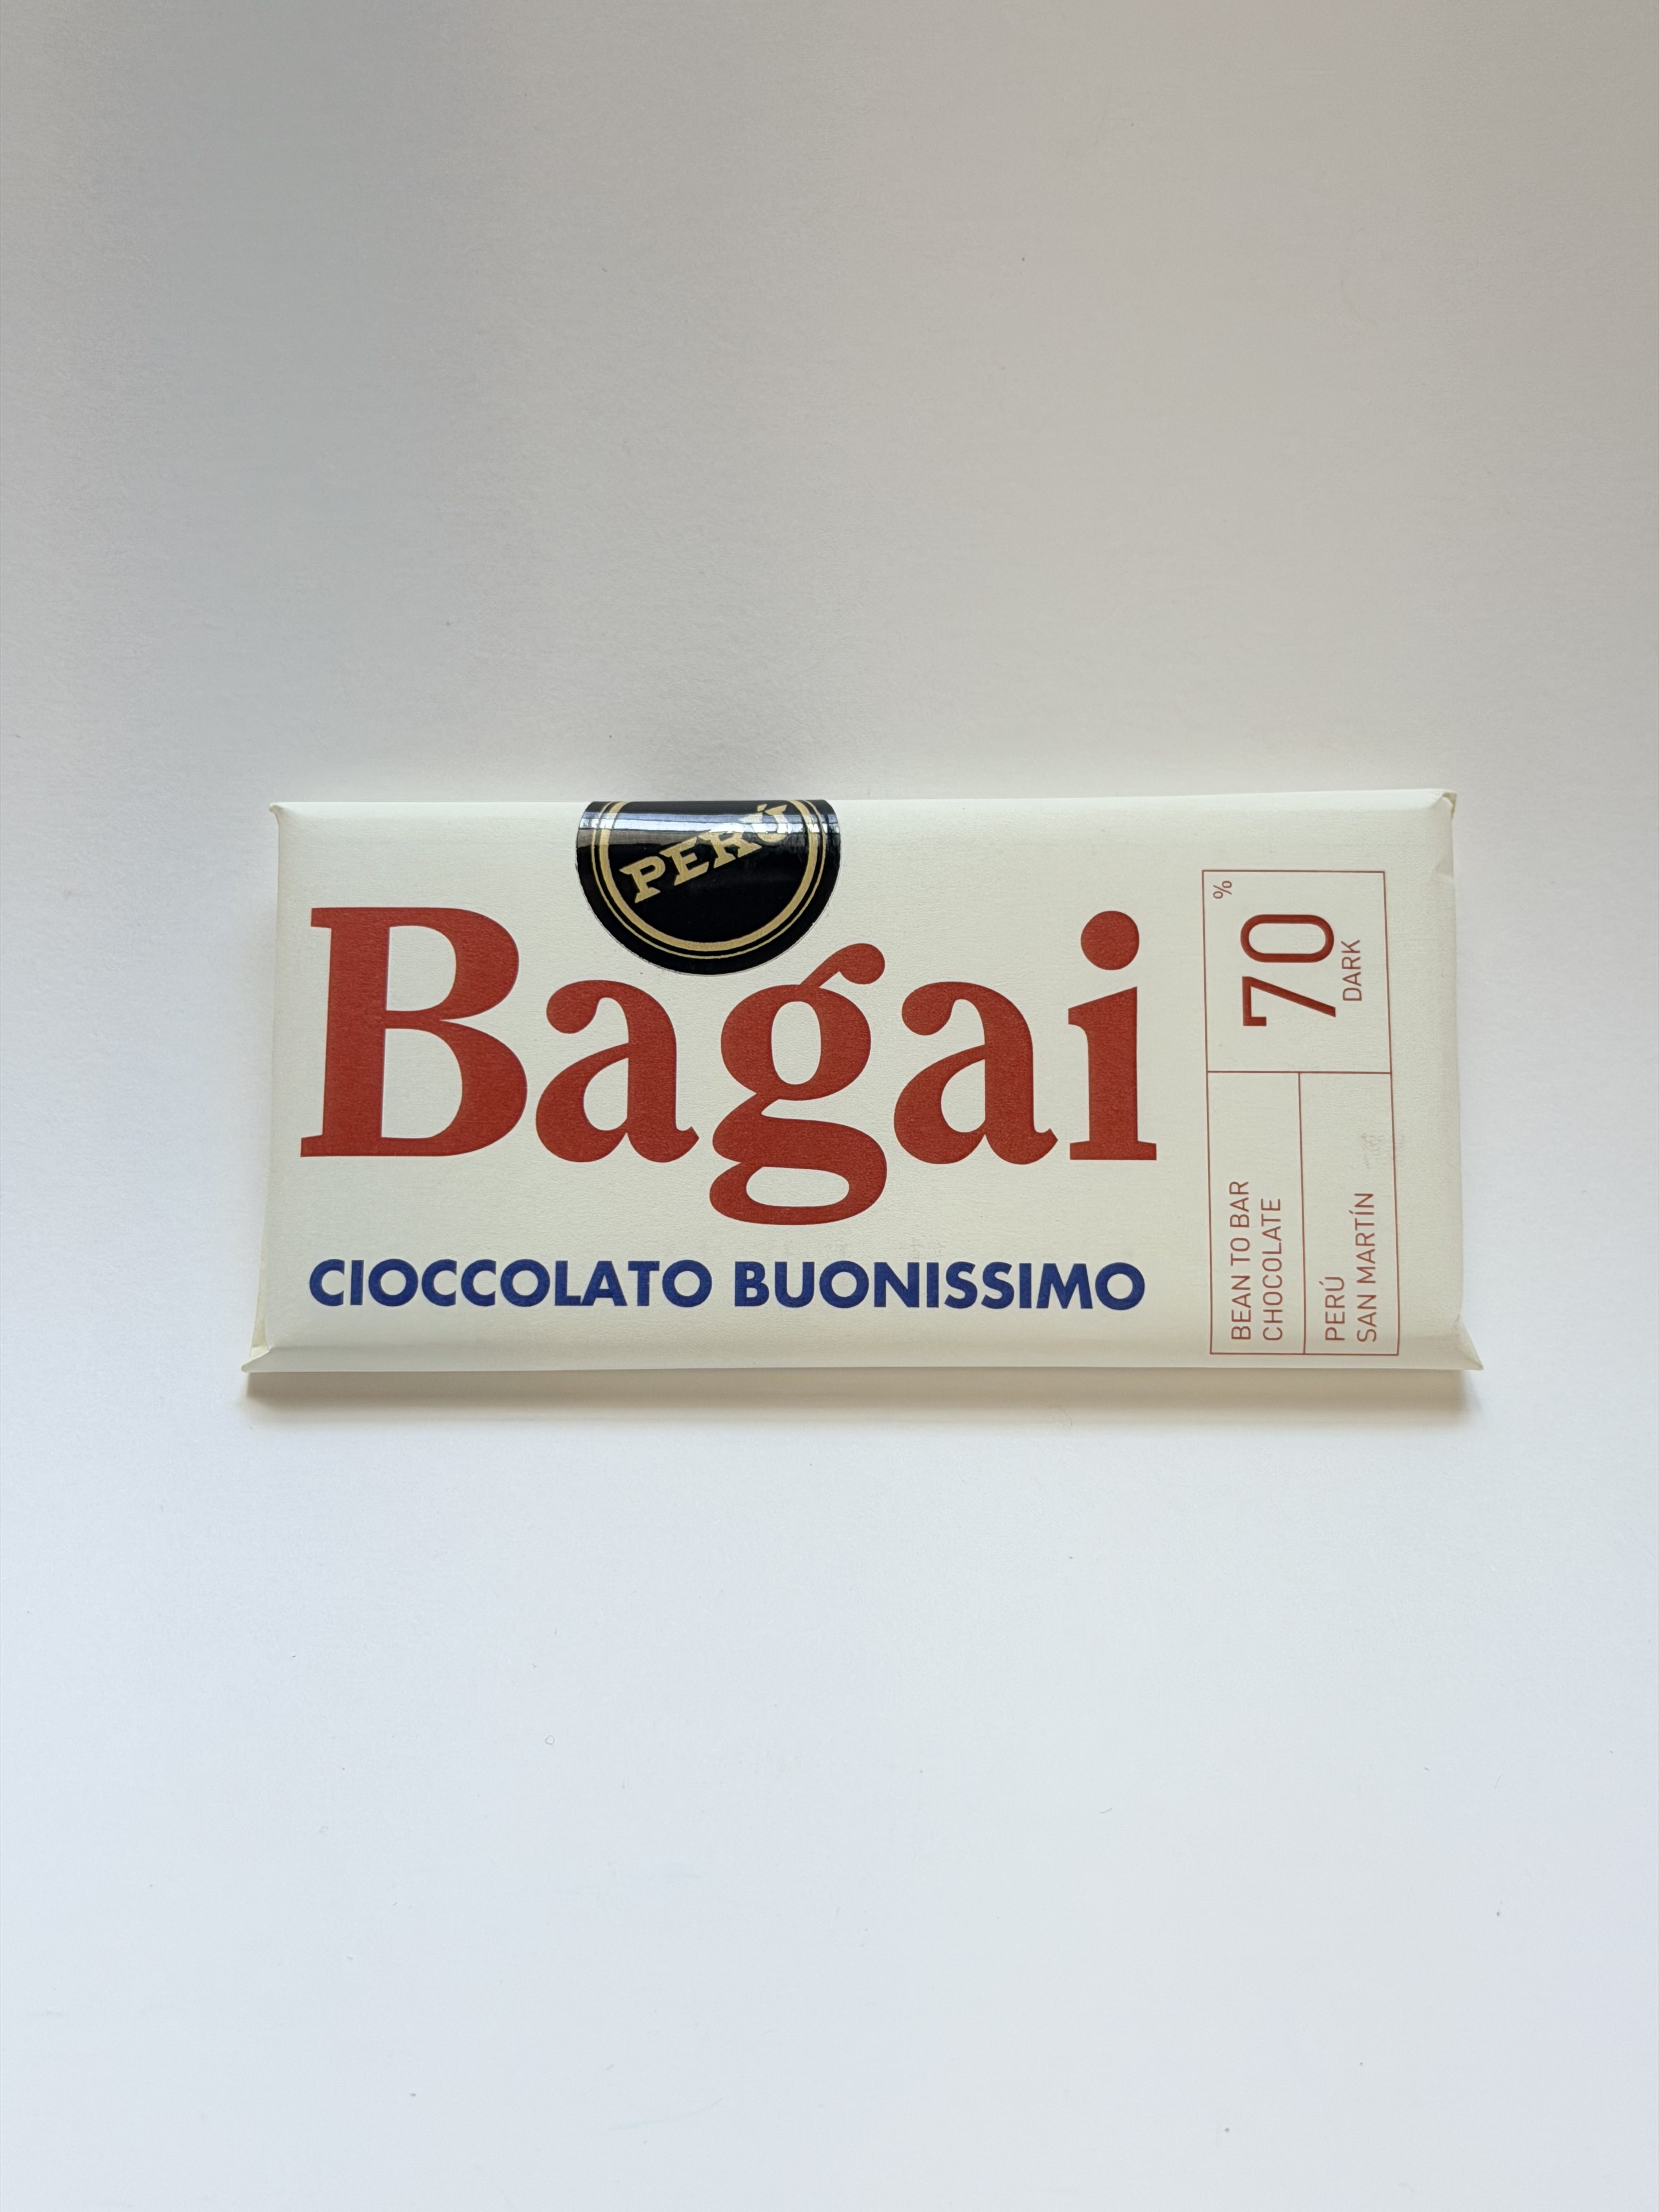 PERÚ
Bagai
CIOCCOLATO BUONISSIMO
BEAN TO BAR
CHOCOLATE
PERÚ
SAN MARTÍN
%
70
DARK